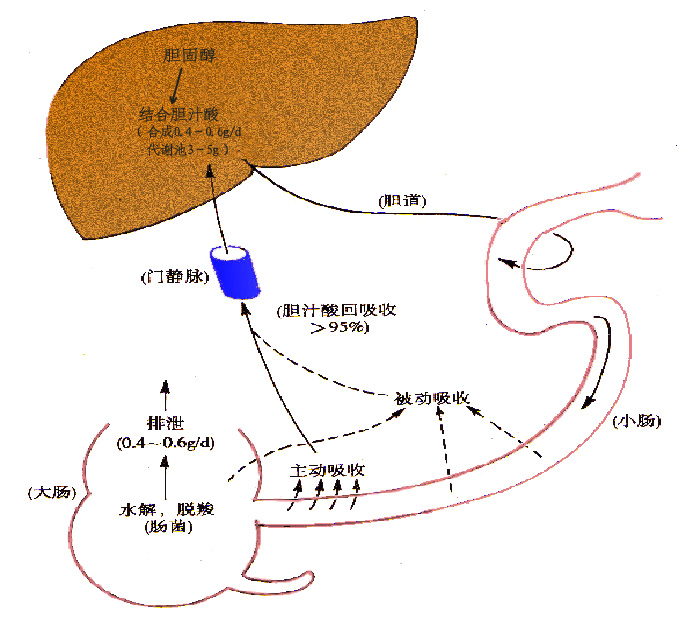 胆固醇
结合胆汁酸
(合成0.4~0.6g/d
代谢池3~5g)
(胆道)
(门静脉)
(胆汁酸回吸收
>95%)
被动吸收
排泄
(0.4~0.6g/d)
(小肠)
主动吸收
(大肠)
水解,脱羧
(肠菌)